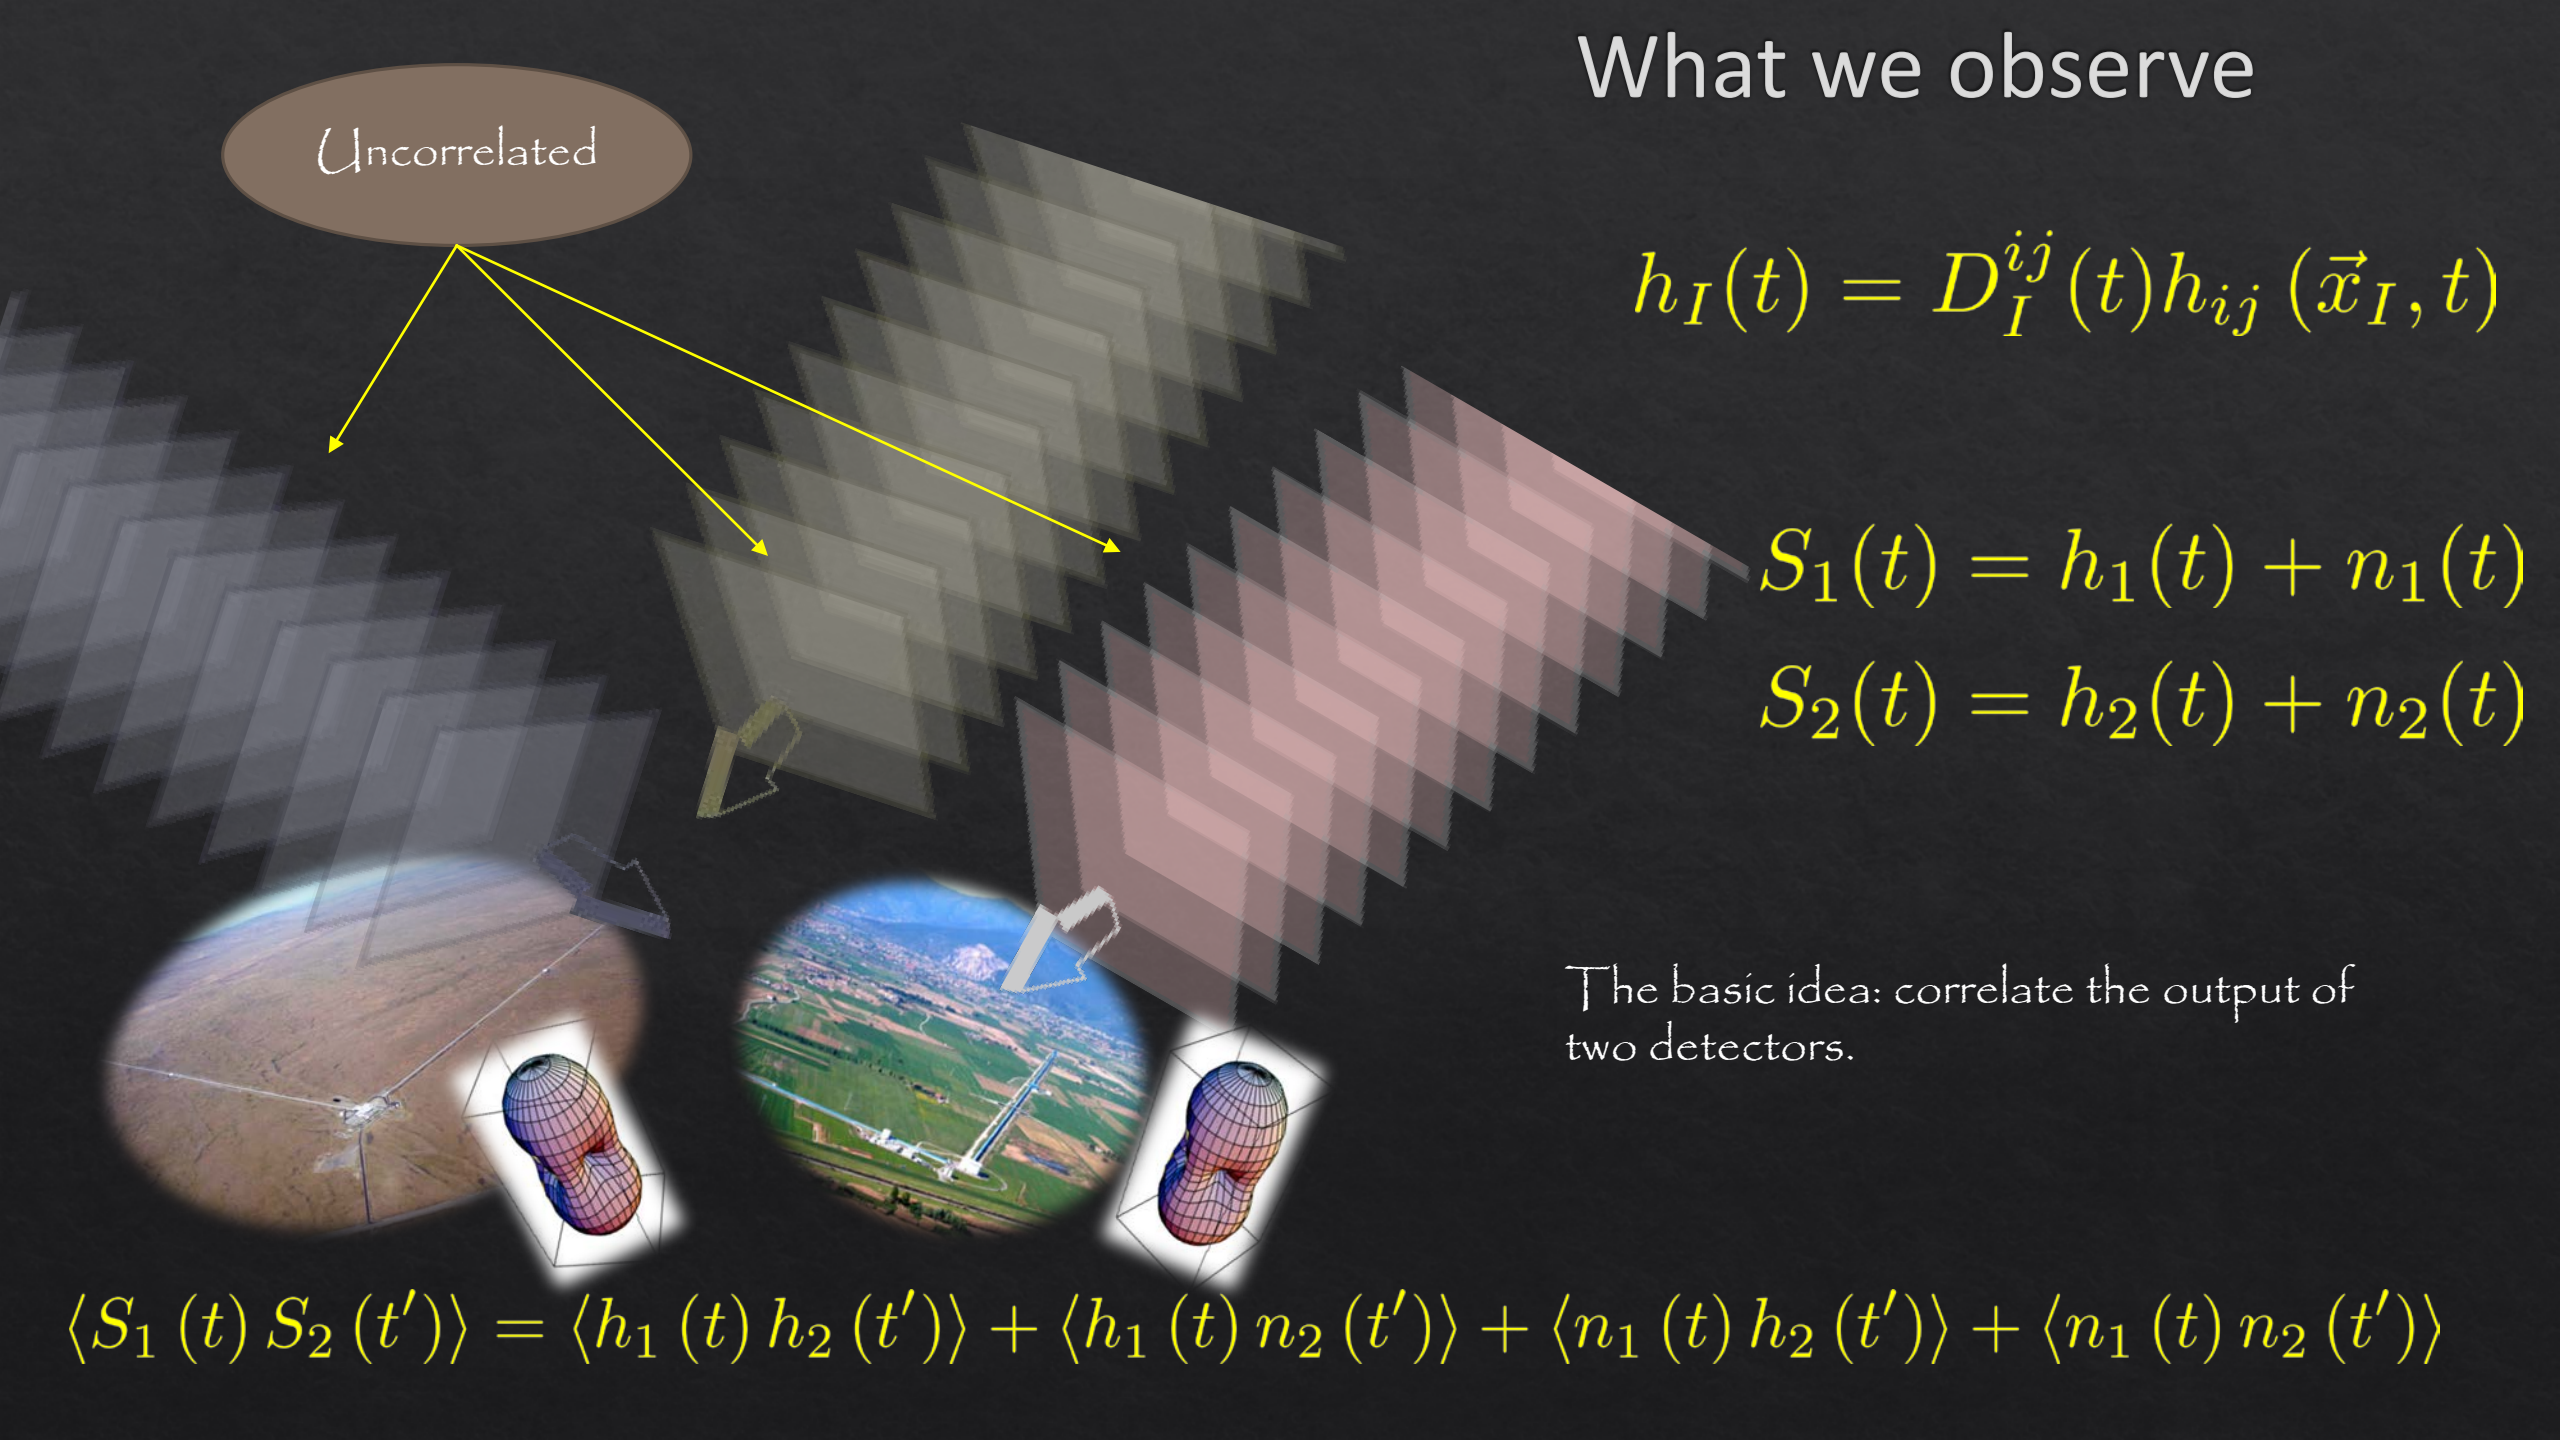 What we observe
Uncorrelated
h_I(t) = D_I^{ij}(t)h_{ij} (\vec{x}_I, t)
S_1(t) = h_1(t) + n_1(t)
S_2(t) = h_2(t) + n_2(t)
The basic idea: correlate the output of
two detectors.
⟨S_1 (t) S_2 (t′)⟩ = ⟨h_1 (t) h_2 (t′)⟩ + ⟨h_1 (t) n_2 (t′)⟩ + ⟨n_1 (t) h_2 (t′)⟩ + ⟨n_1 (t) n_2 (t′)⟩